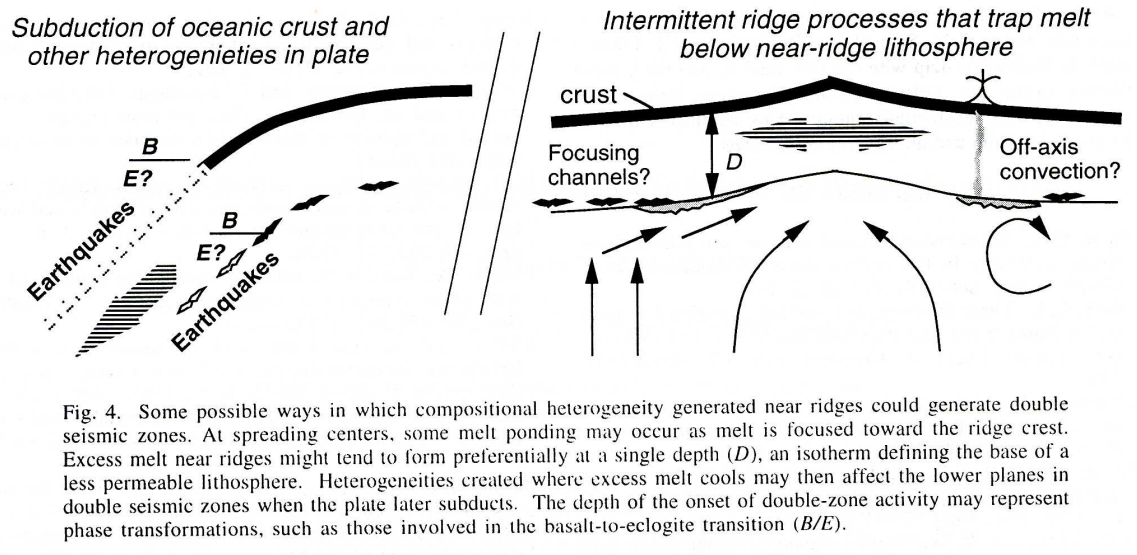 Subduction of oceanic crust and
other heterogenieties in plate
Intermittent ridge processes that trap melt
below near-ridge lithosphere
crust
B
E?
Earthquakes
B
E?
Earthquakes
Focusing
channels?
D
Off-axis
convection?
Fig. 4. Some possible ways in which compositional heterogeneity generated near ridges could generate double
seismic zones. At spreading centers, some melt ponding may occur as melt is focused toward the ridge crest.
Excess melt near ridges might tend to form preferentially at a single depth (D), an isotherm defining the base of a
less permeable lithosphere. Heterogeneities created where excess melt cools may then affect the lower planes in
double seismic zones when the plate later subducts. The depth of the onset of double-zone activity may represent
phase transformations, such as those involved in the basalt-to-eclogite transition (B/E).